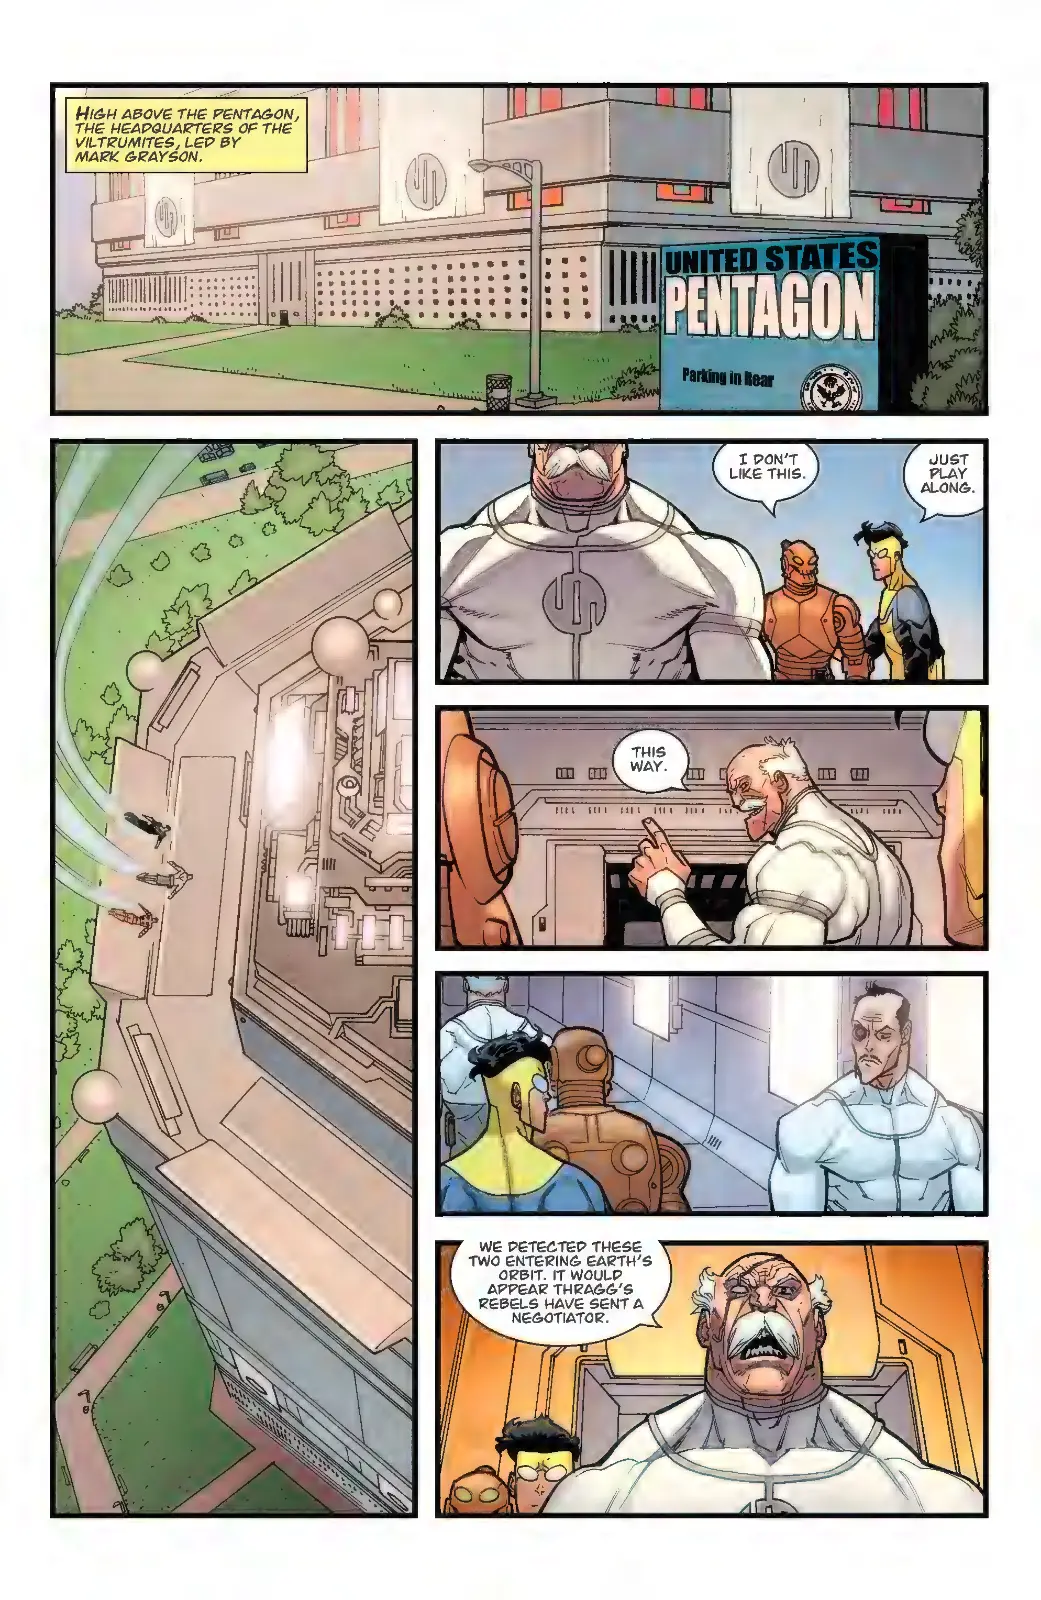 HIGH ABOVE THE PENTAGON,
THE HEADQUARTERS OF THE
VILTRUMITES, LED BY
MARK GRAYSON.
UNITED STATES
PENTAGON
Parking in Rear
I DON'T
LIKE THIS.
JUST
PLAY
ALONG.
THIS
WAY.
WE DETECTED THESE
TWO ENTERING EARTH'S
ORBIT. IT WOULD
APPEAR THRAGG'S
REBELS HAVE SENT A
NEGOTIATOR.